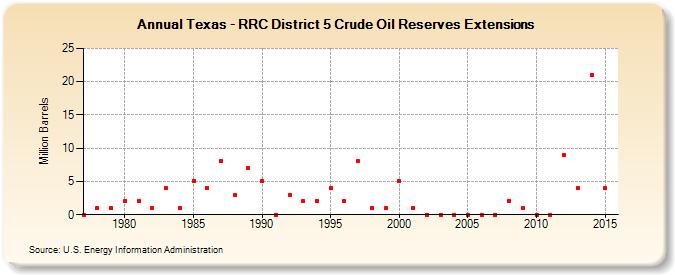 Annual Texas - RRC District 5 Crude Oil Reserves Extensions
Million Barrels
25
20
15
10
5
0
1980 1985 1990 1995 2000 2005 2010 2015
Source: U.S. Energy Information Administration